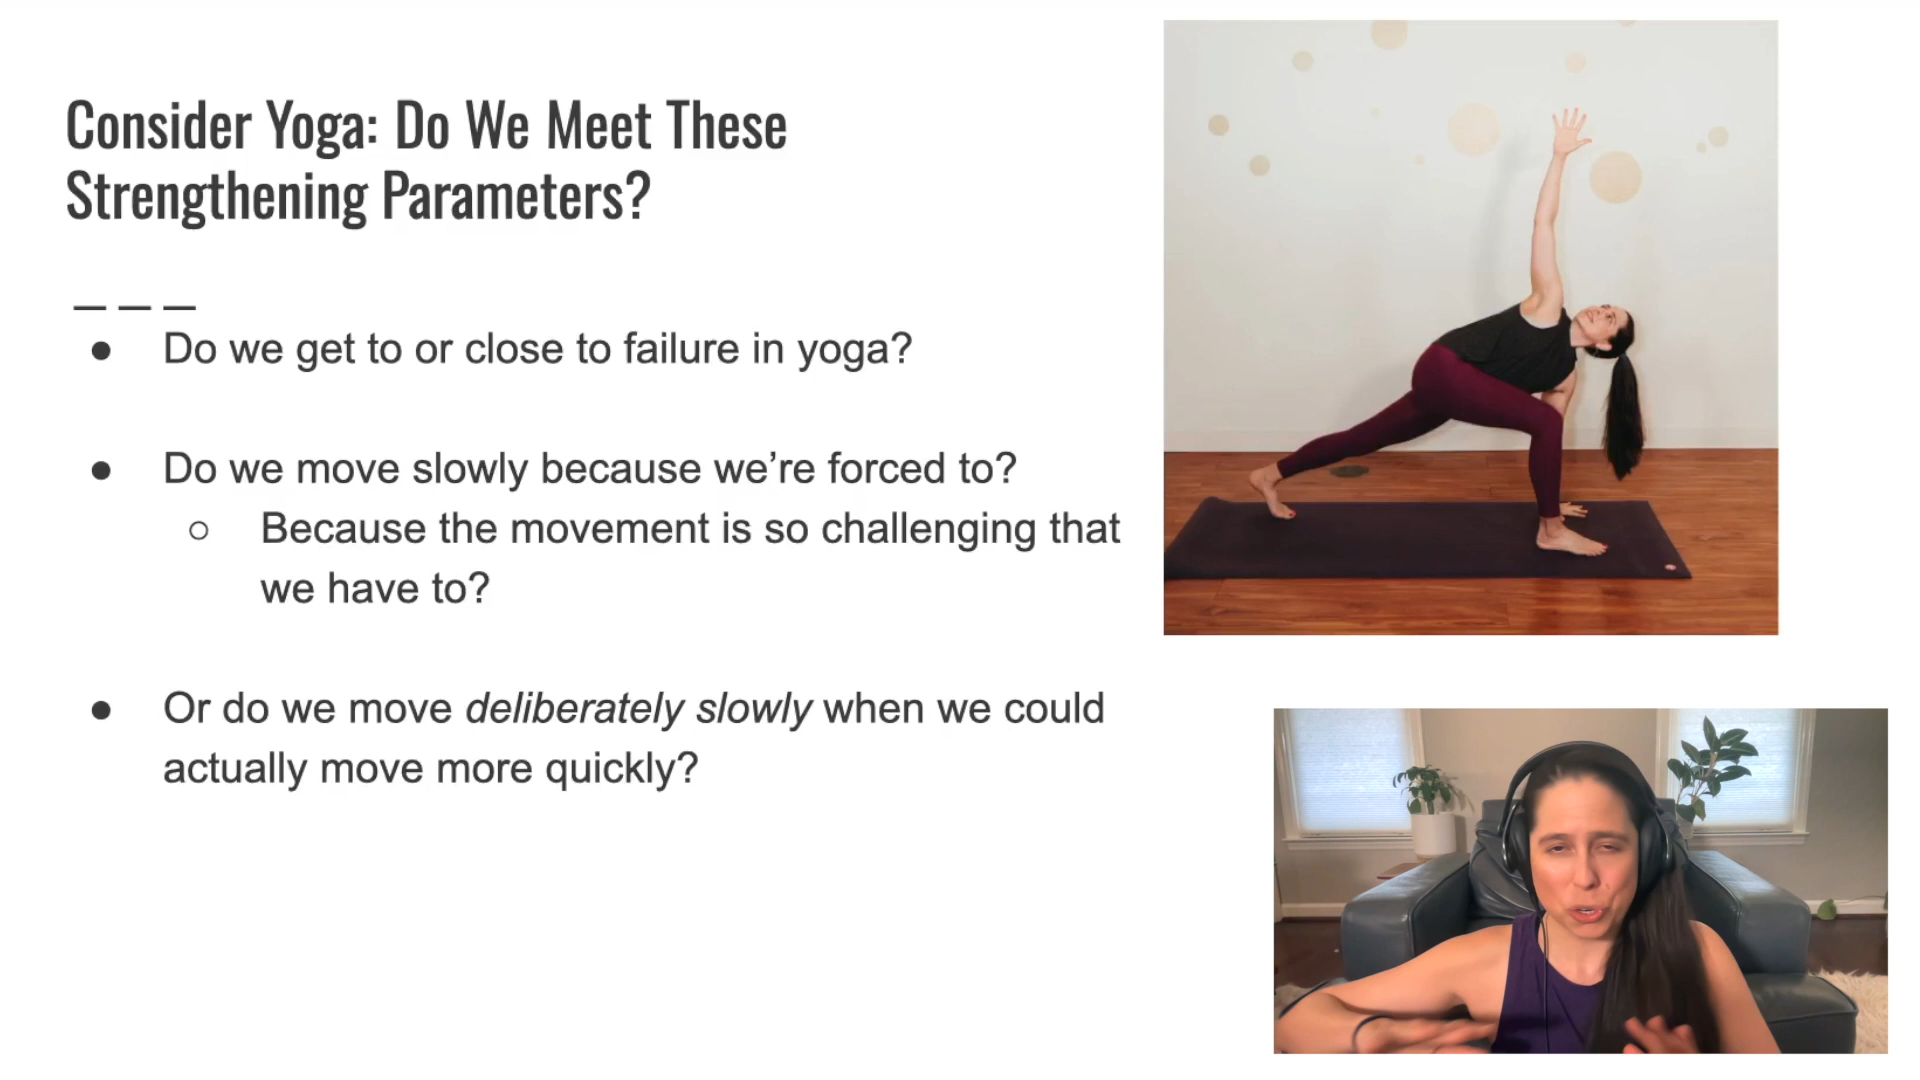 Consider Yoga: Do We Meet These
Strengthening Parameters?
● Do we get to or close to failure in yoga?
● Do we move slowly because we’re forced to?
○ Because the movement is so challenging that
we have to?
● Or do we move deliberately slowly when we could
actually move more quickly?